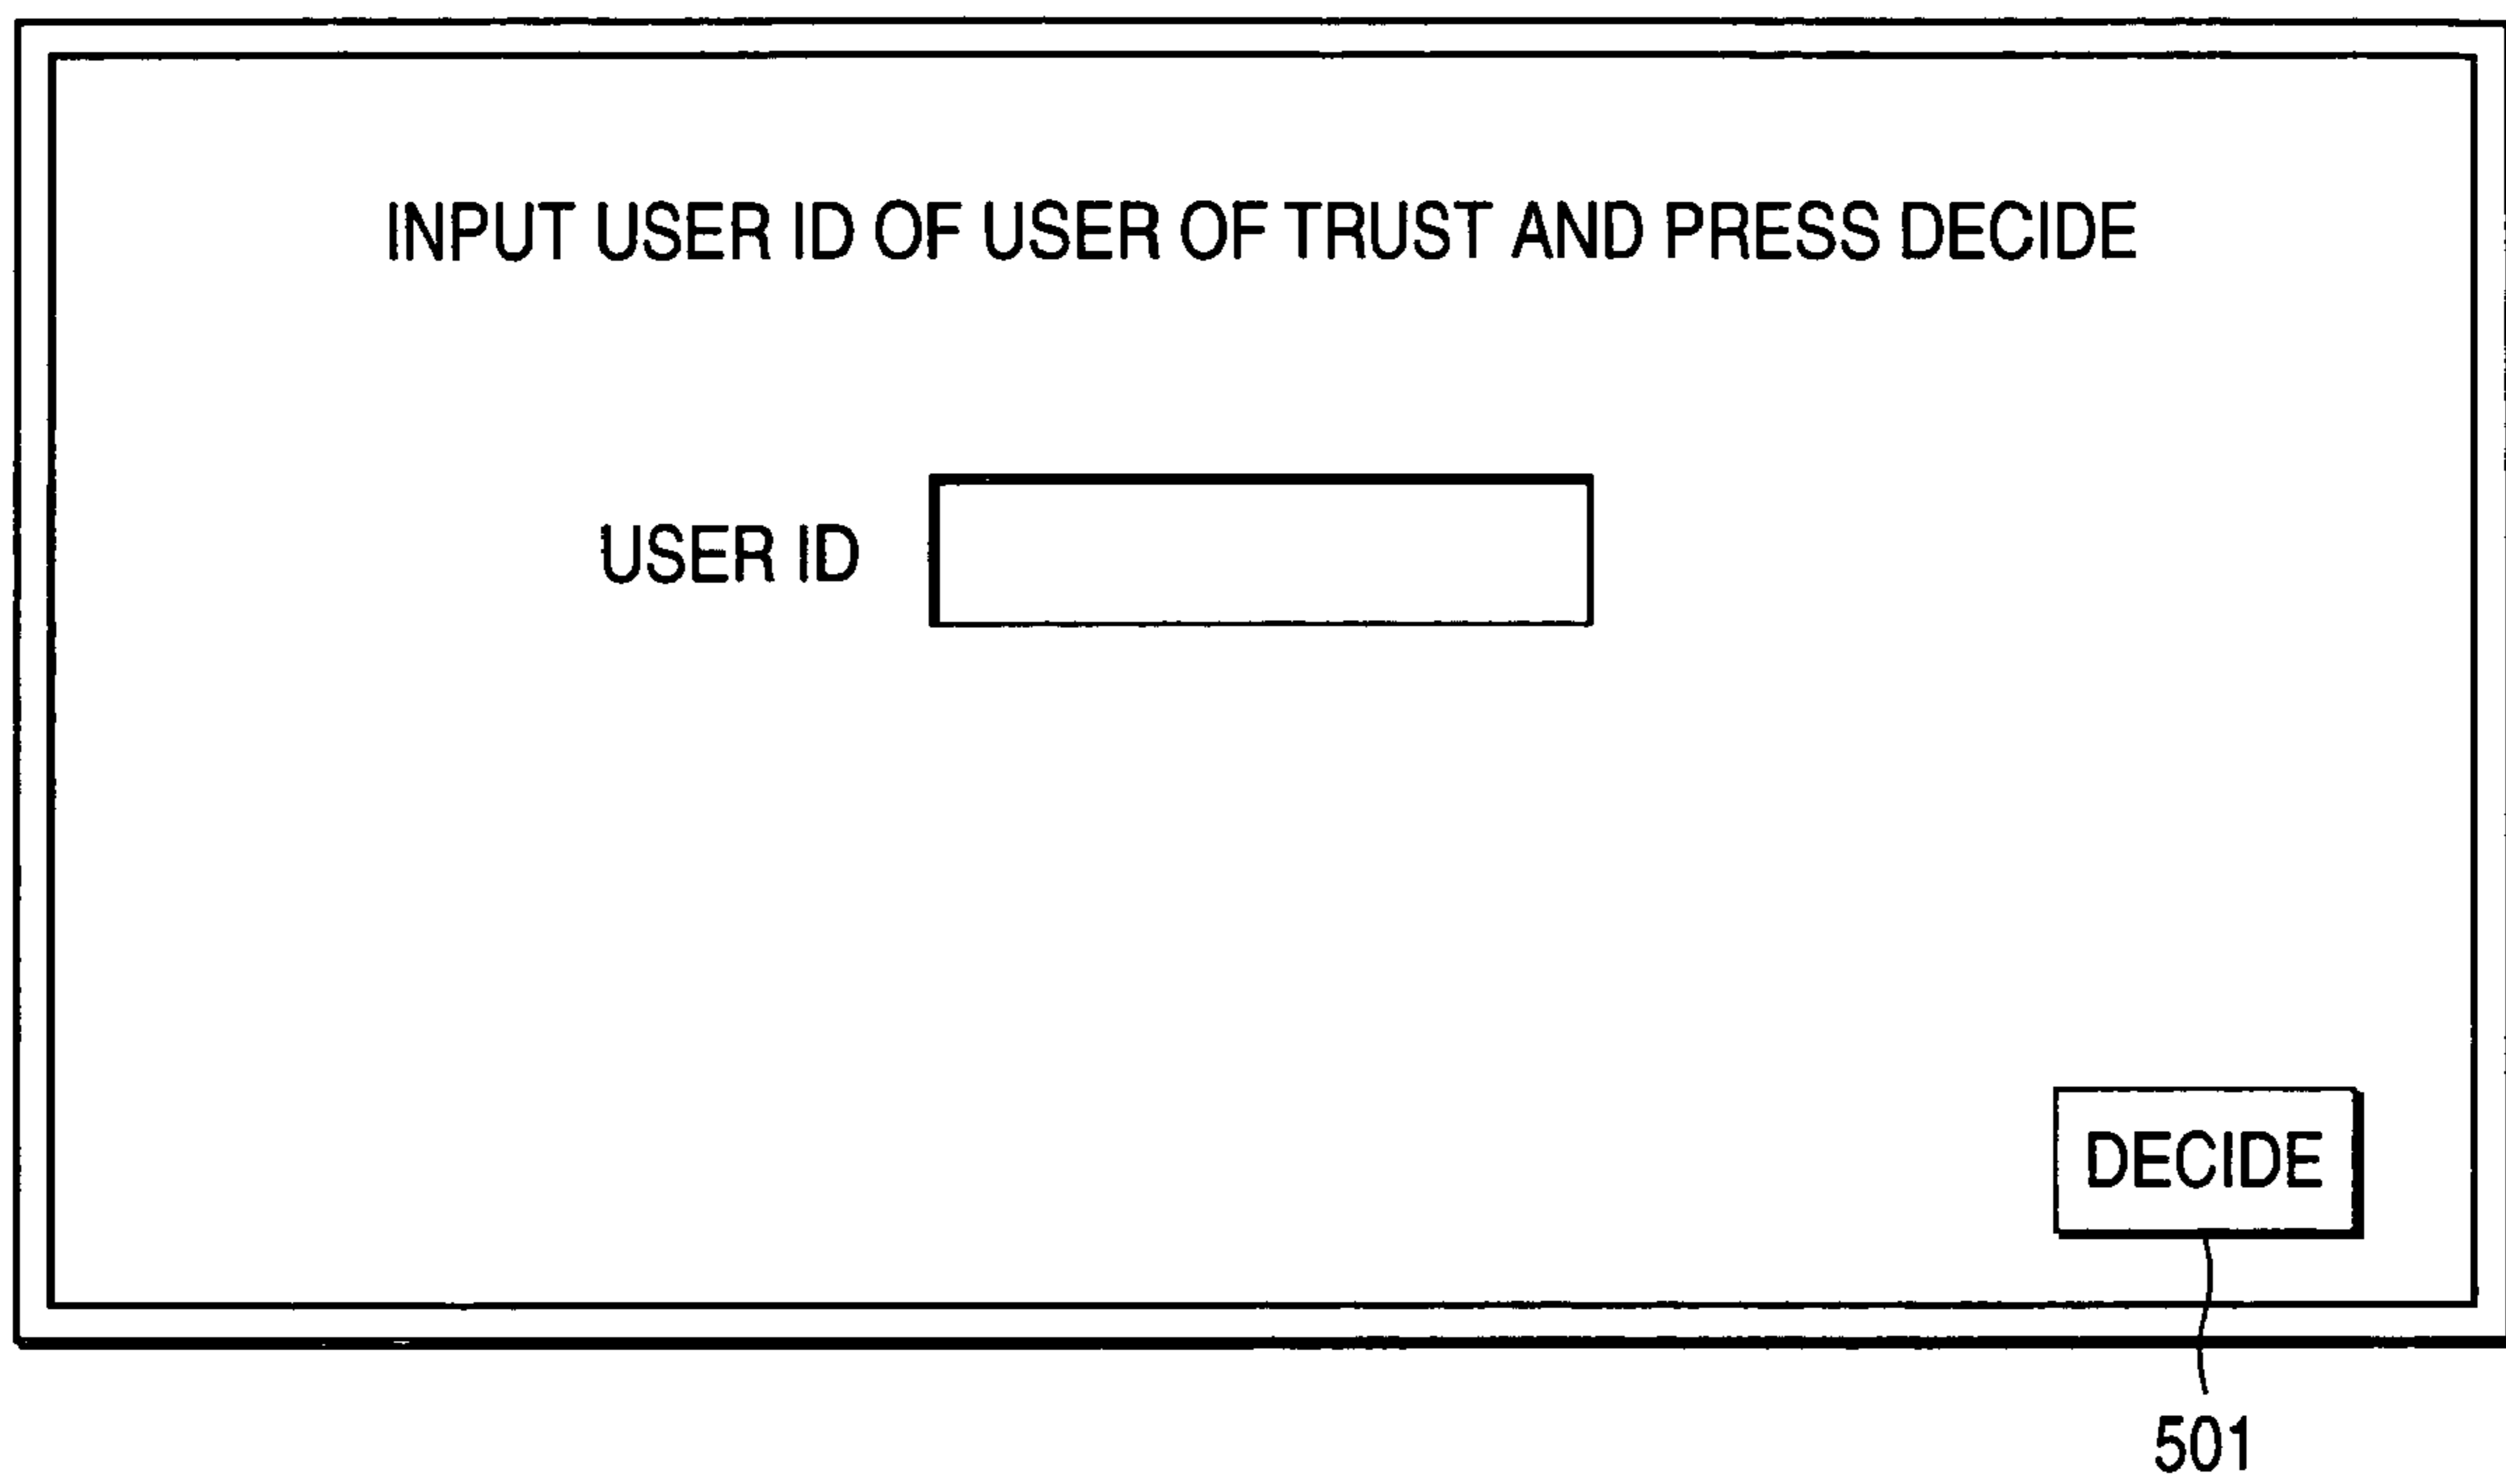 INPUT USER ID OF USER OF TRUST AND PRESS DECIDE
USER ID
DECIDE
501